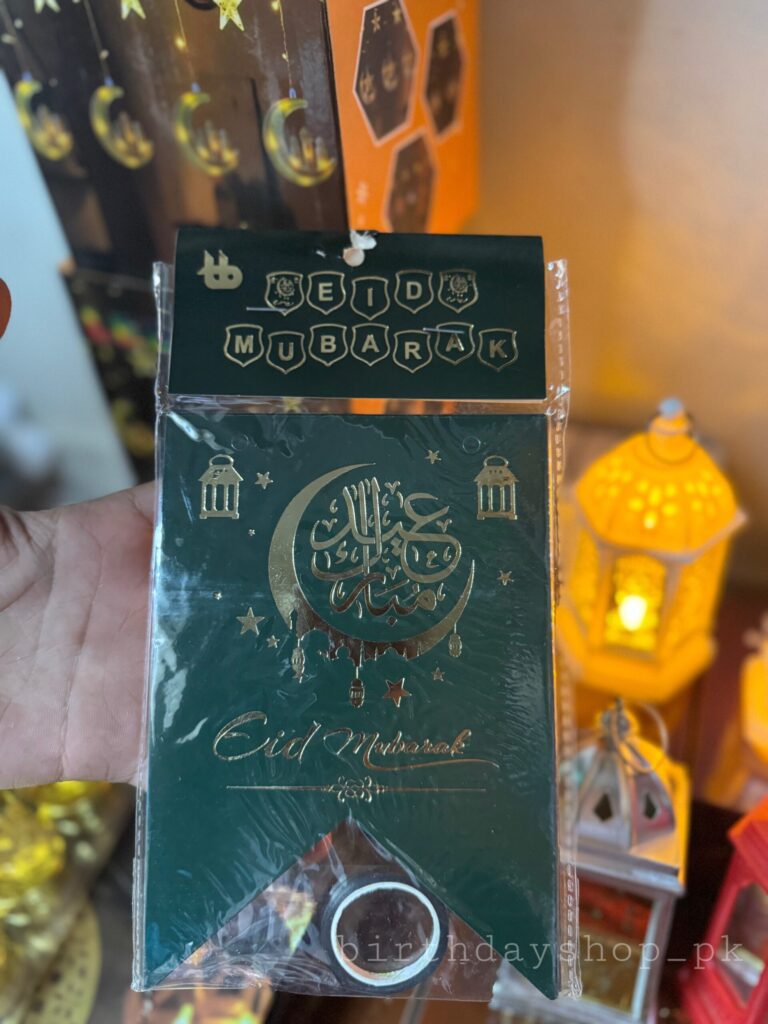 EID
MUBARAK
عيد
مبارك
Eid Mubarak
birthdayshop_pk